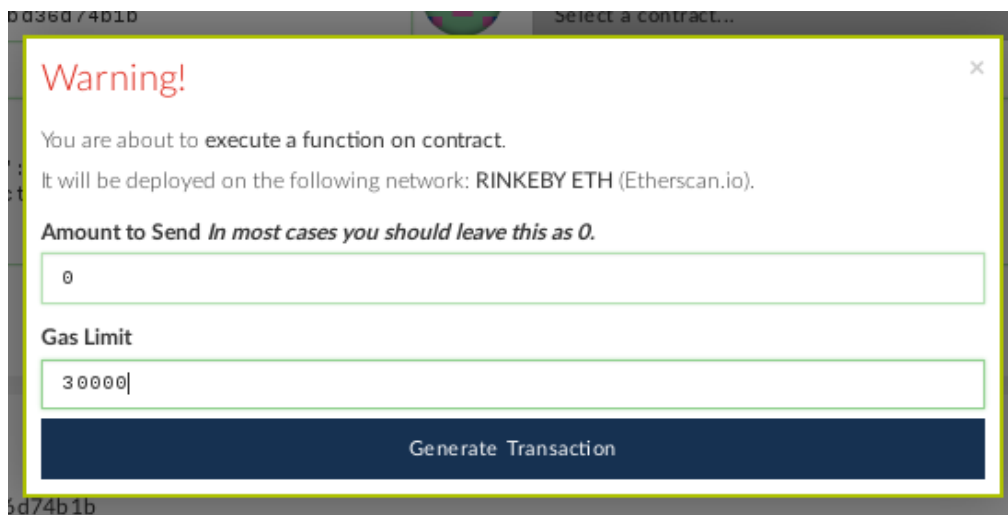 bd36d74b1b
Select a contract...
Warning!
×
You are about to execute a function on contract.
":
It will be deployed on the following network: RINKEBY ETH (Etherscan.io).
ct
Amount to Send In most cases you should leave this as 0.
0
Gas Limit
30000
Generate Transaction
6d74b1b